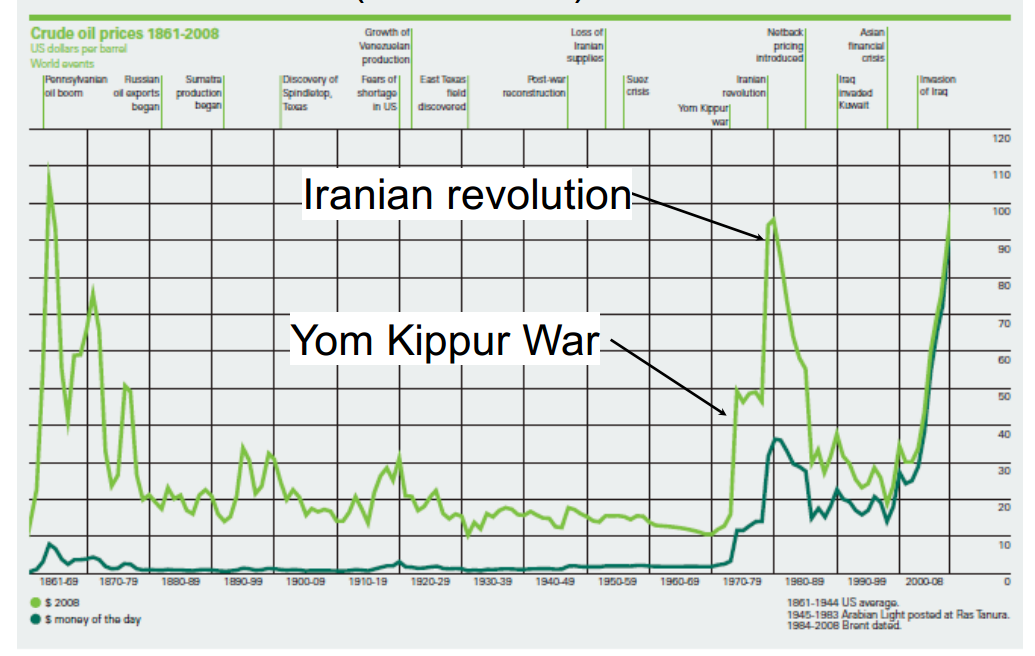 Crude oil prices 1861-2008
US dollars per barrel
World events
Pennsylvanian
oil boom
Russian
oil exports
began
Sumatra
production
began
Discovery of
Spindletop,
Texas
Fears of
shortage
in US
Growth of
Venezuelan
production
East Texas
field
discovered
Post-war
reconstruction
Loss of
Iranian
supplies
Suez
crisis
Yom Kippur
war
Iranian
revolution
Netback
pricing
introduced
Iraq
invaded
Kuwait
Asian
financial
crisis
Invasion
of Iraq
120
110
100
90
80
70
60
50
40
30
20
10
0
Iranian revolution
Yom Kippur War
1861-69 1870-79 1880-89 1890-99 1900-09 1910-19 1920-29 1930-39 1940-49 1950-59 1960-69 1970-79 1980-89 1990-99 2000-08
$ 2008
$ money of the day
1861-1944 US average.
1945-1983 Arabian Light posted at Ras Tanura.
1984-2008 Brent dated.